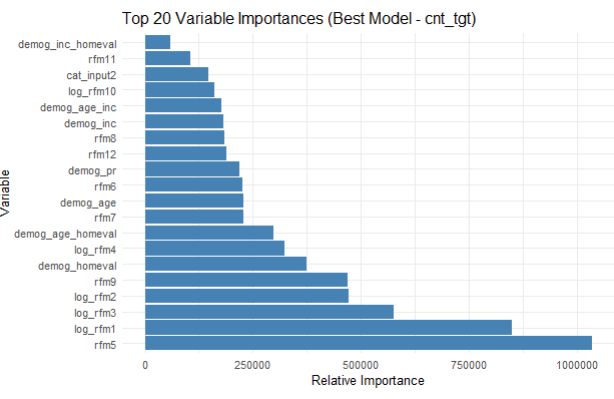 Top 20 Variable Importances (Best Model - cnt_tgt)
Variable
demog_inc_homeval
rfm11
cat_input2
log_rfm10
demog_age_inc
demog_inc
rfm8
rfm12
demog_pr
rfm6
demog_age
rfm7
demog_age_homeval
log_rfm4
demog_homeval
rfm9
log_rfm2
log_rfm3
log_rfm1
rfm5
0 250000 500000 750000 1000000
Relative Importance